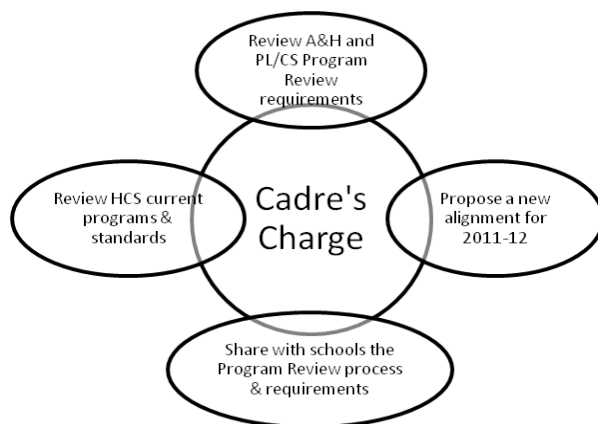 Review A&H and
PL/CS Program
Review
requirements
Review HCS current
programs &
standards
Cadre's
Charge
Propose a new
alignment for
2011-12
Share with schools the
Program Review process
& requirements